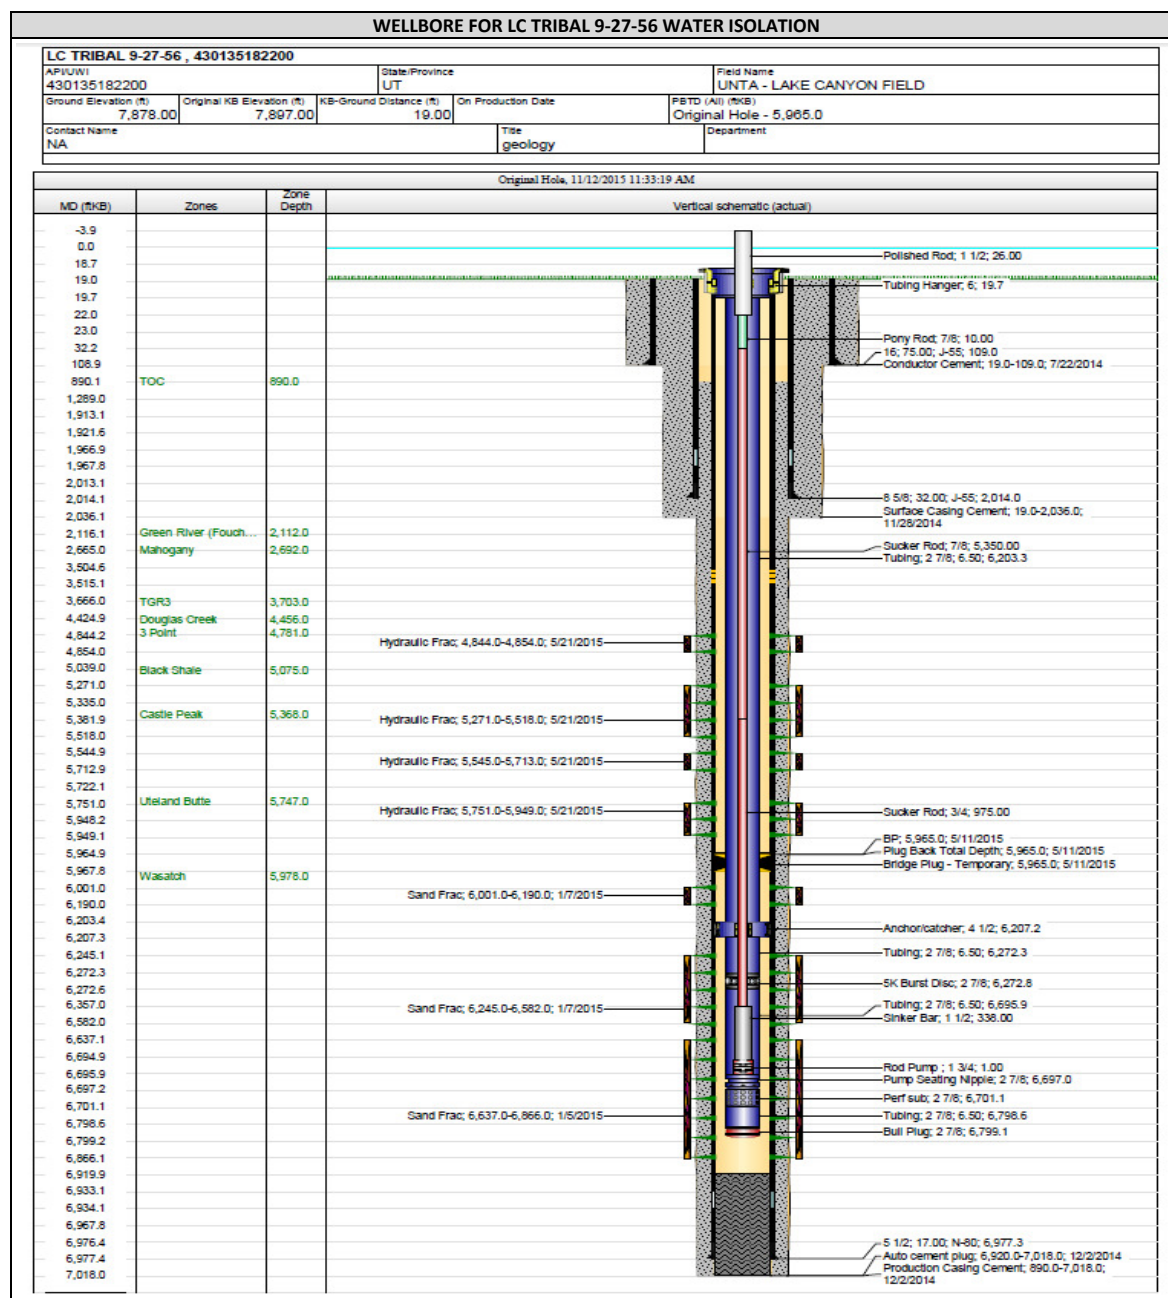 WELLBORE FOR LC TRIBAL 9-27-56 WATER ISOLATION
LC TRIBAL 9-27-56 , 430135182200
API/UWI State/Province Field Name
430135182200 UT UNTA - LAKE CANYON FIELD
Ground Elevation (ft) Original KB Elevation (ft) KB-Ground Distance (ft) On Production Date PBTD (All) (ftKB)
7,878.00 7,897.00 19.00 Original Hole - 5,965.0
Contact Name Title Department
NA geology
Original Hole, 11/12/2015 11:33:19 AM
MD (ftKB) Zones Zone Depth Vertical schematic (actual)
-3.9
0.0
Polished Rod; 1 1/2; 26.00
18.7
19.0
Tubing Hanger; 6; 19.7
19.7
22.0
23.0
Pony Rod; 7/8; 10.00
32.2
16; 75.00; J-55; 109.0
108.9
Conductor Cement; 19.0-109.0; 7/22/2014
890.1 TOC 890.0
1,289.0
1,913.1
1,921.6
1,966.9
1,967.8
2,013.1
2,014.1
8 5/8; 32.00; J-55; 2,014.0
2,036.1
Surface Casing Cement; 19.0-2,036.0;
11/28/2014
2,116.1 Green River (Fouch... 2,112.0
2,665.0 Mahogany 2,692.0
Sucker Rod; 7/8; 5,350.00
Tubing; 2 7/8; 6.50; 6,203.3
3,504.6
3,515.1
3,666.0 TGR3 3,703.0
4,424.9 Douglas Creek 4,456.0
4,844.2 3 Point 4,781.0
Hydraulic Frac; 4,844.0-4,854.0; 5/21/2015
4,854.0
5,039.0 Black Shale 5,075.0
5,271.0
5,335.0
5,381.9 Castle Peak 5,368.0
Hydraulic Frac; 5,271.0-5,518.0; 5/21/2015
5,518.0
5,544.9
Hydraulic Frac; 5,545.0-5,713.0; 5/21/2015
5,712.9
5,722.1
5,751.0 Uteland Butte 5,747.0
Hydraulic Frac; 5,751.0-5,949.0; 5/21/2015
Sucker Rod; 3/4; 975.00
5,948.2
5,949.1
BP; 5,965.0; 5/11/2015
5,964.9
Plug Back Total Depth; 5,965.0; 5/11/2015
Bridge Plug - Temporary; 5,965.0; 5/11/2015
5,967.8
Wasatch 5,978.0
6,001.0
Sand Frac; 6,001.0-6,190.0; 1/7/2015
6,190.0
6,203.4
Anchor/catcher; 4 1/2; 6,207.2
6,207.3
6,245.1
Tubing; 2 7/8; 6.50; 6,272.3
6,272.3
5K Burst Disc; 2 7/8; 6,272.8
6,272.6
6,357.0
Sand Frac; 6,245.0-6,582.0; 1/7/2015
Tubing; 2 7/8; 6.50; 6,695.9
Sinker Bar; 1 1/2; 338.00
6,582.0
6,637.1
6,694.9
Rod Pump ; 1 3/4; 1.00
6,695.9
Pump Seating Nipple; 2 7/8; 6,697.0
6,697.2
Perf sub; 2 7/8; 6,701.1
6,701.1
Sand Frac; 6,637.0-6,866.0; 1/5/2015
Tubing; 2 7/8; 6.50; 6,798.6
6,798.6
Bull Plug; 2 7/8; 6,799.1
6,799.2
6,866.1
6,919.9
6,933.1
6,934.1
6,967.8
6,976.4
5 1/2; 17.00; N-80; 6,977.3
6,977.4
Auto cement plug; 6,920.0-7,018.0; 12/2/2014
7,018.0
Production Casing Cement; 890.0-7,018.0;
12/2/2014